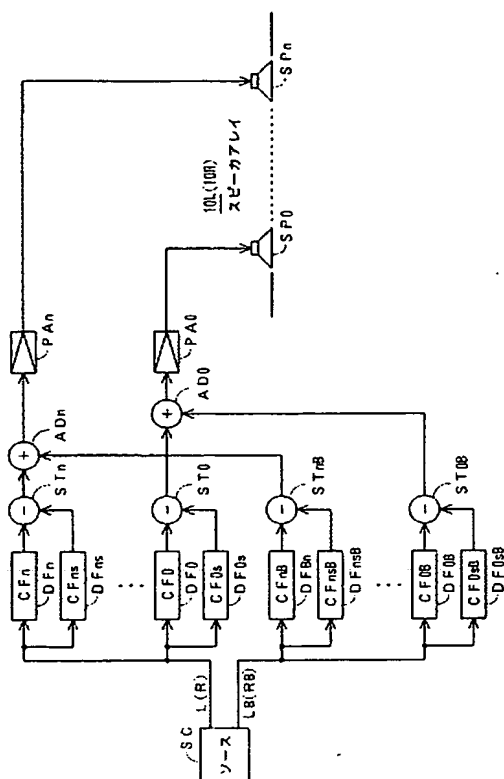 SC
ソース
L(R)
LB(RB)
CFn
DFn
CFns
DFns
CF0
DF0
CF0s
DF0s
CFnB
DFBn
CFnsB
DFnsB
CF0B
DF0B
CF0sB
DF0sB
STn
ST0
STnB
ST0B
ADn
AD0
PAn
PA0
10L(10R)
スピーカアレイ
SP0
SPn